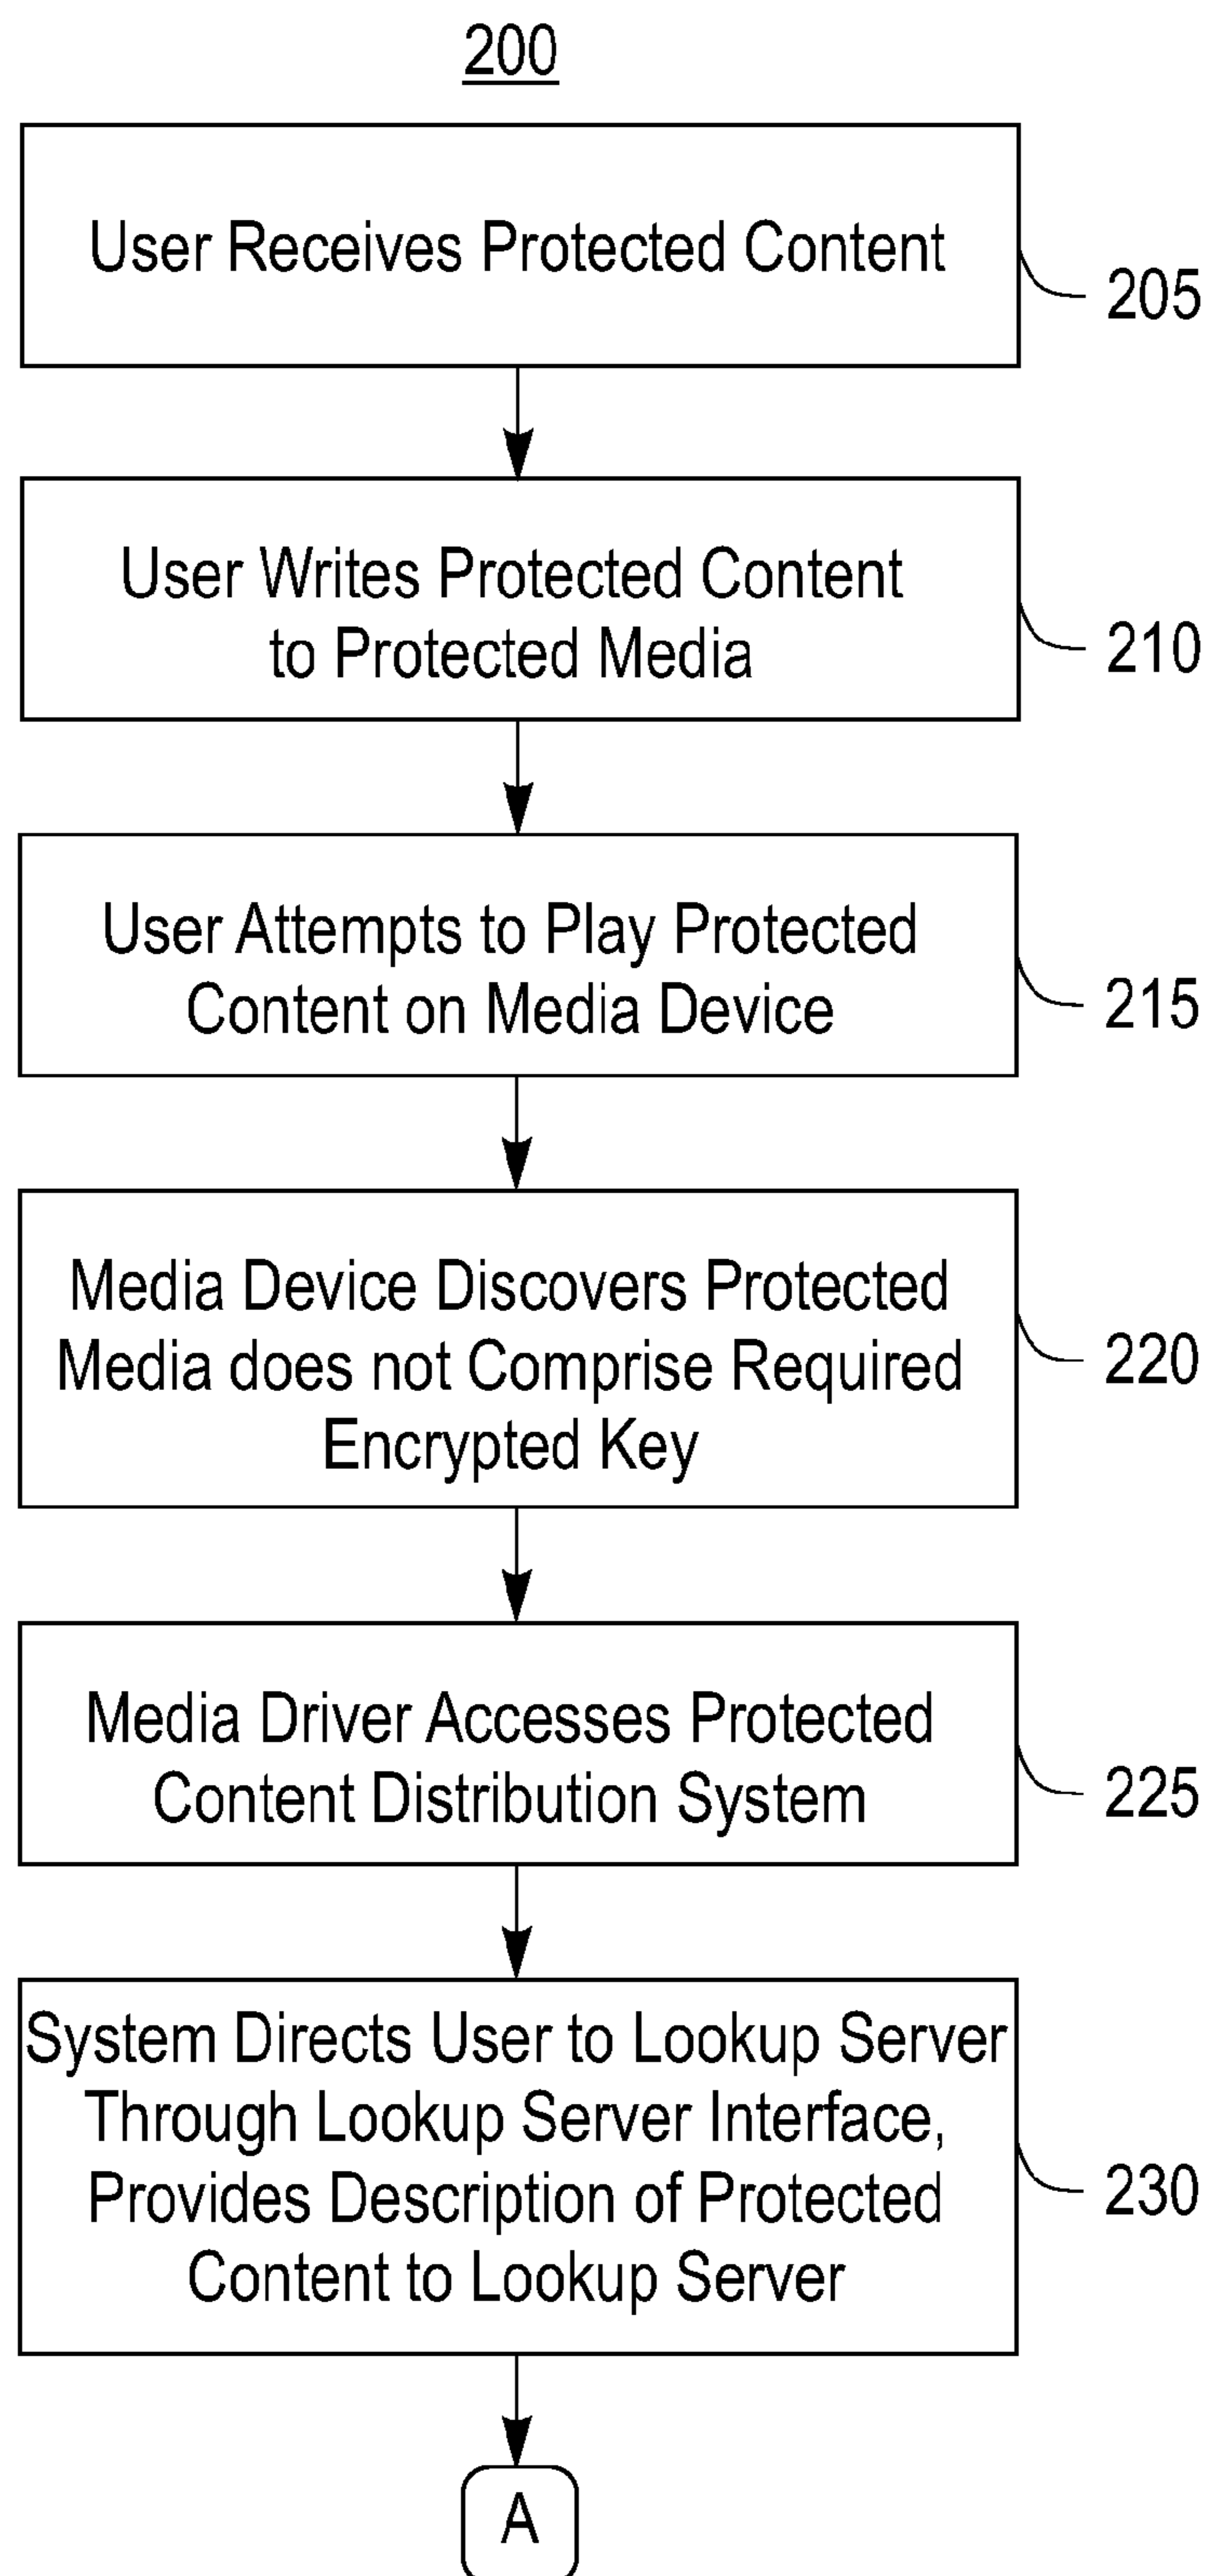 200
User Receives Protected Content
205
User Writes Protected Content
to Protected Media
210
User Attempts to Play Protected
Content on Media Device
215
Media Device Discovers Protected
Media does not Comprise Required
Encrypted Key
220
Media Driver Accesses Protected
Content Distribution System
225
System Directs User to Lookup Server
Through Lookup Server Interface,
Provides Description of Protected
Content to Lookup Server
230
A